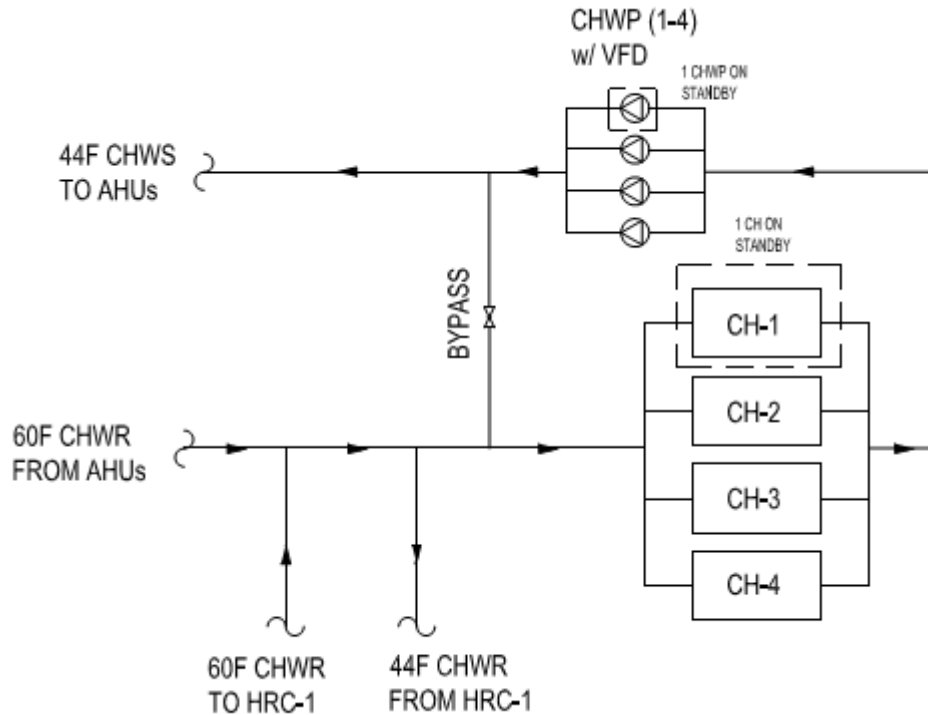 CHWP (1-4)
w/ VFD
1 CHWP ON
STANDBY
44F CHWS
TO AHUs
1 CH ON
STANDBY
BYPASS
CH-1
CH-2
60F CHWR
FROM AHUs
CH-3
CH-4
60F CHWR
TO HRC-1
44F CHWR
FROM HRC-1